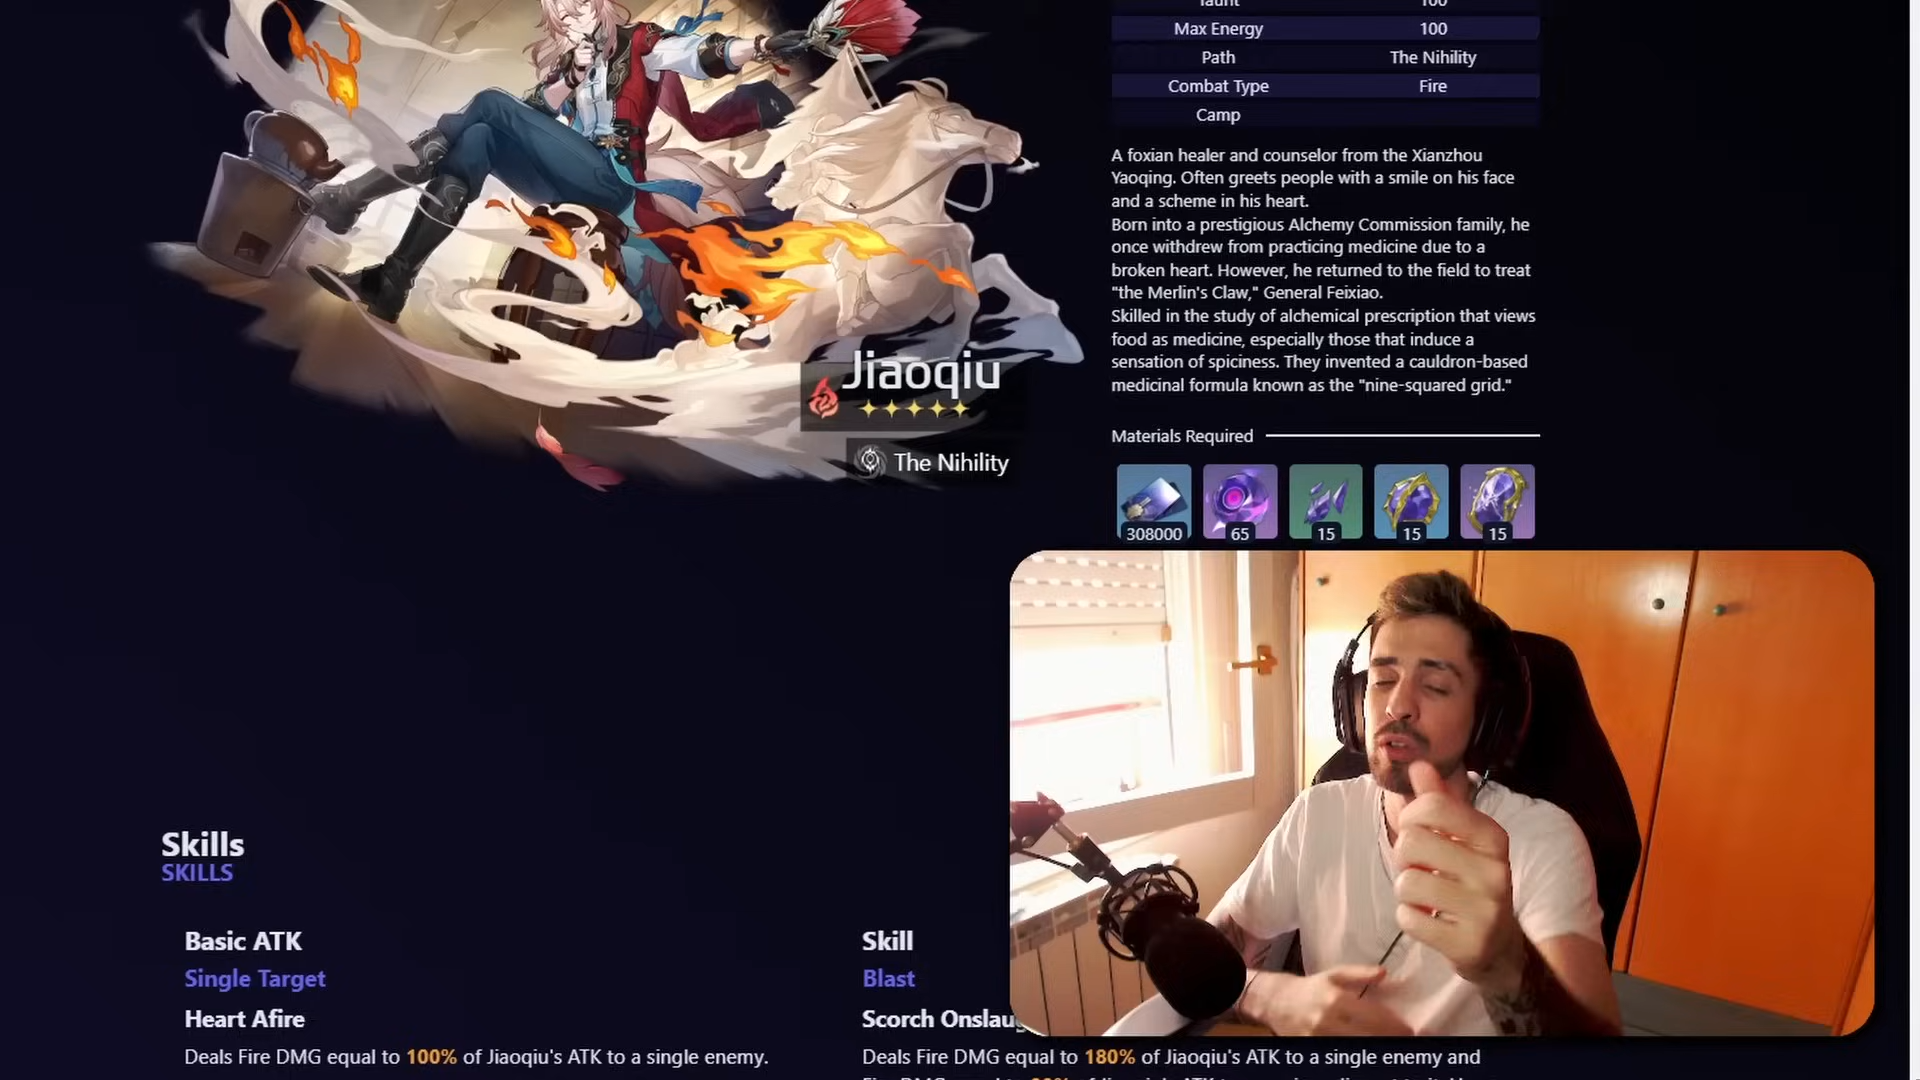 Taunt 100
Max Energy 100
Path The Nihility
Combat Type Fire
Camp
A foxian healer and counselor from the Xianzhou
Yaoqing. Often greets people with a smile on his face
and a scheme in his heart.
Born into a prestigious Alchemy Commission family, he
once withdrew from practicing medicine due to a
broken heart. However, he returned to the field to treat
"the Merlin's Claw," General Feixiao.
Skilled in the study of alchemical prescription that views
food as medicine, especially those that induce a
sensation of spiciness. They invented a cauldron-based
medicinal formula known as the "nine-squared grid."
Jiaoqiu
The Nihility
Materials Required
308000 65 15 15 15
Skills
SKILLS
Basic ATK
Single Target
Heart Afire
Deals Fire DMG equal to 100% of Jiaoqiu's ATK to a single enemy.
Skill
Blast
Scorch Onslaug
Deals Fire DMG equal to 180% of Jiaoqiu's ATK to a single enemy and